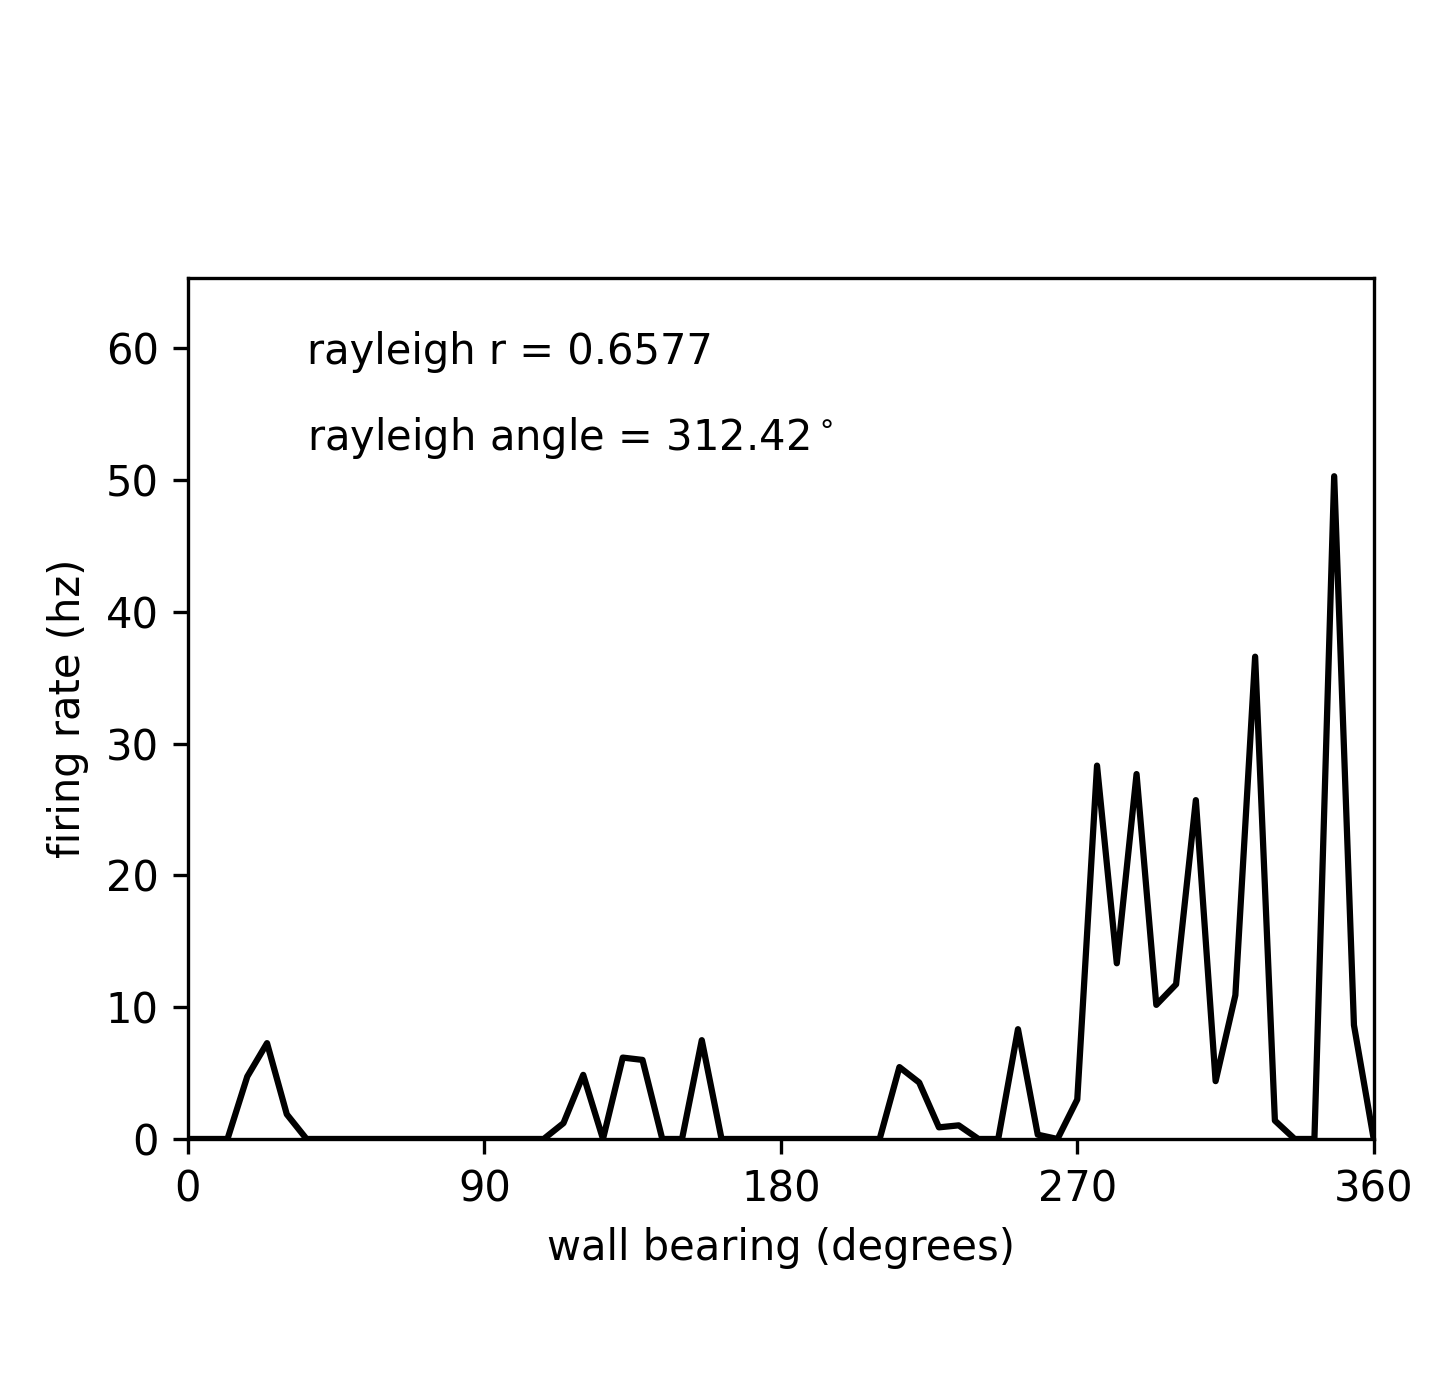 rayleigh r = 0.6577
rayleigh angle = 312.42°
60
50
40
30
20
10
0
firing rate (hz)
0 90 180 270 360
wall bearing (degrees)